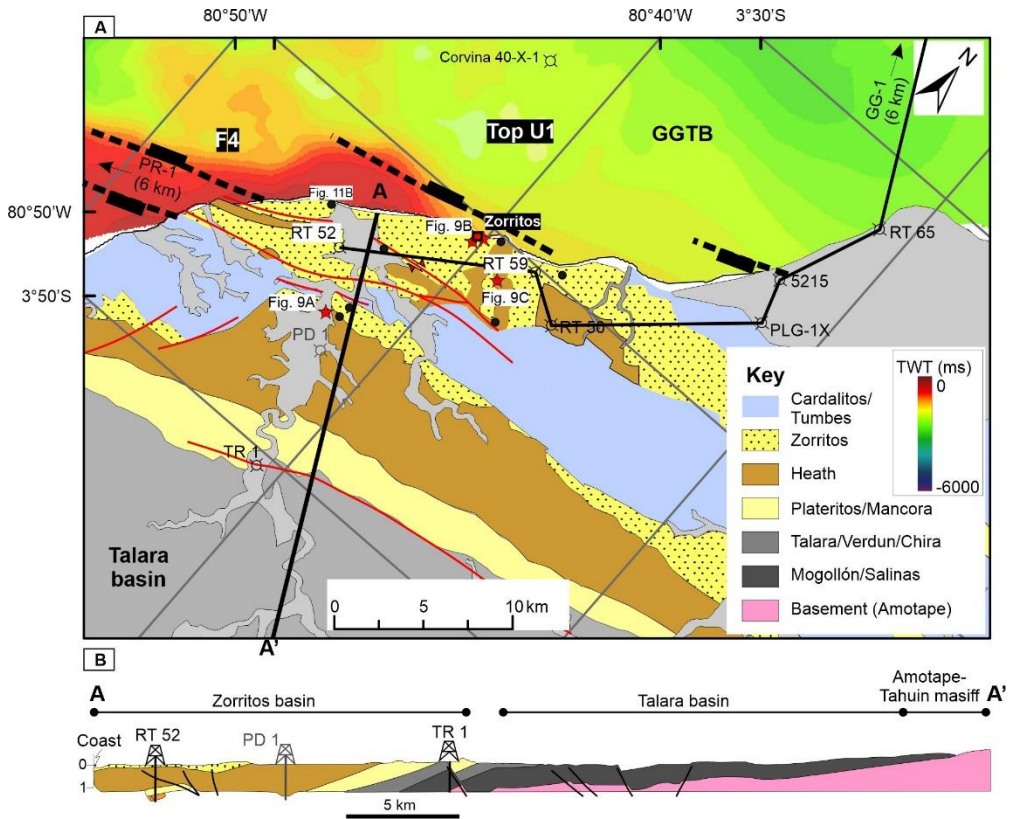 A
80°50'W
80°40'W
3°30'S
Corvina 40-X-1
N
GG-1
(6 km)
F4
Top U1
GGTB
PR-1
(6 km)
Fig. 11B
A
80°50'W
Fig. 9B
Zorritos
RT 65
RT 52
RT 59
5215
3°50'S
Fig. 9A
Fig. 9C
RT 50
PLG-1X
PD 1
Key
TWT (ms)
0
-6000
Cardalitos/
Tumbes
Zorritos
Heath
Plateritos/Mancora
Talara/Verdun/Chira
Mogollón/Salinas
Basement (Amotape)
TR 1
Talara
basin
0 5 10 km
A'
B
A
Zorritos basin
Talara basin
Amotape-
Tahuin masiff
A'
Coast
RT 52
PD 1
TR 1
0
1
5 km